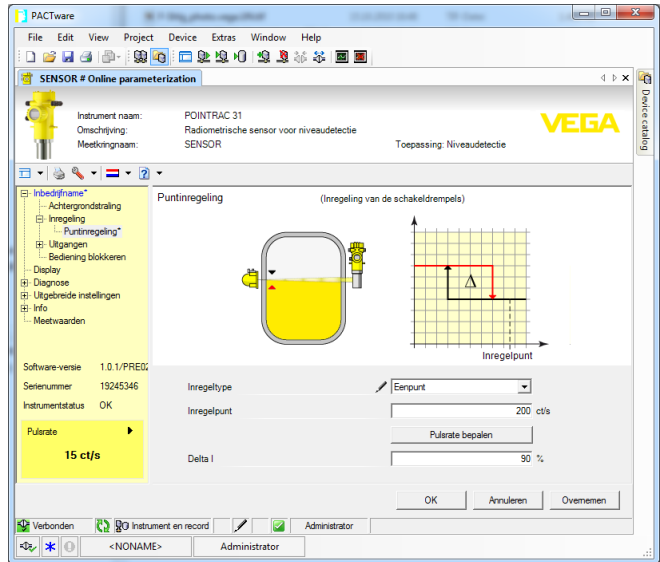 PACTware
File Edit View Project Device Extras Window Help
SENSOR # Online parameterization
Device catalog
Instrument naam: POINTRAC 31
Omschrijving: Radiometrische sensor voor niveaudetectie
Meetkringnaam: SENSOR
Toepassing: Niveaudetectie
VEGA
Inbedrijfname*
Achtergrondstraling
Inregeling
Puntinregeling*
Uitgangen
Bediening blokkeren
Display
Diagnose
Uitgebreide instellingen
Info
Meetwaarden
Software-versie 1.0.1/PRE02
Serienummer 19245346
Instrumentstatus OK
Pulsrate
15 ct/s
Puntinregeling (Inregeling van de schakeldrempels)
Δ
Inregelpunt
Inregeltype Eenpunt
Inregelpunt 200 ct/s
Pulsrate bepalen
Delta I 90 %
OK Annuleren Overnemen
Verbonden Instrument en record Administrator
<NONAME> Administrator